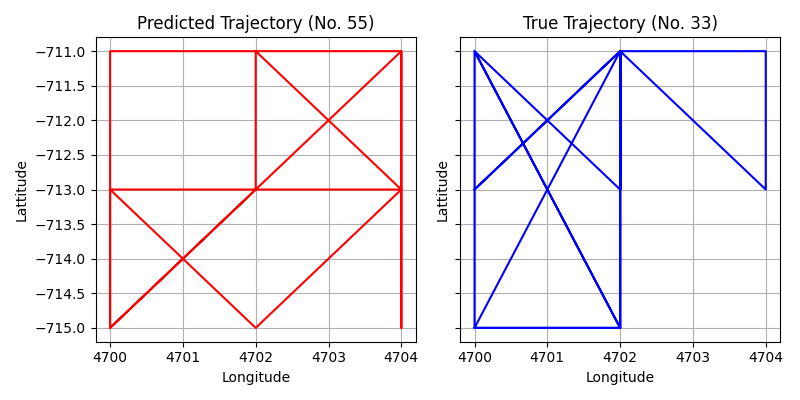 Predicted Trajectory (No. 55)
True Trajectory (No. 33)
Lattitude
−711.0
−711.5
−712.0
−712.5
−713.0
−713.5
−714.0
−714.5
−715.0
4700 4701 4702 4703 4704
Longitude
Lattitude
4700 4701 4702 4703 4704
Longitude